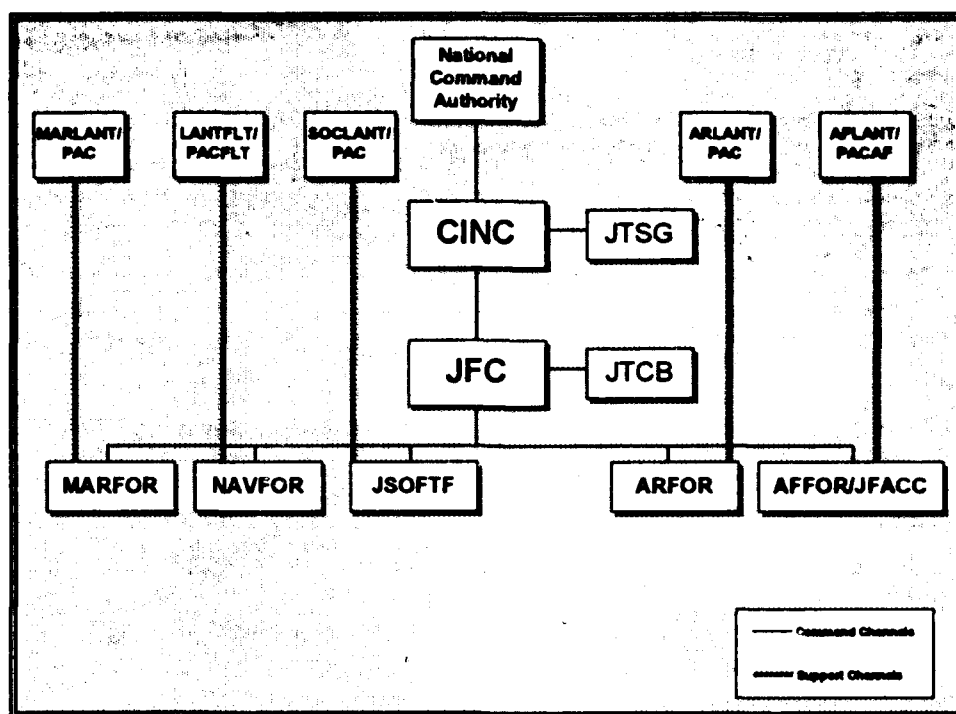 National
Command
Authority
MARLANT/
PAC
LANTFLT/
PACFLT
SOCLANT/
PAC
ARLANT/
PAC
AFLANT/
PACAF
CINC
JTSG
JFC
JTCB
MARFOR
NAVFOR
JSOFTF
ARFOR
AFFOR/JFACC
Command Channels
Support Channels